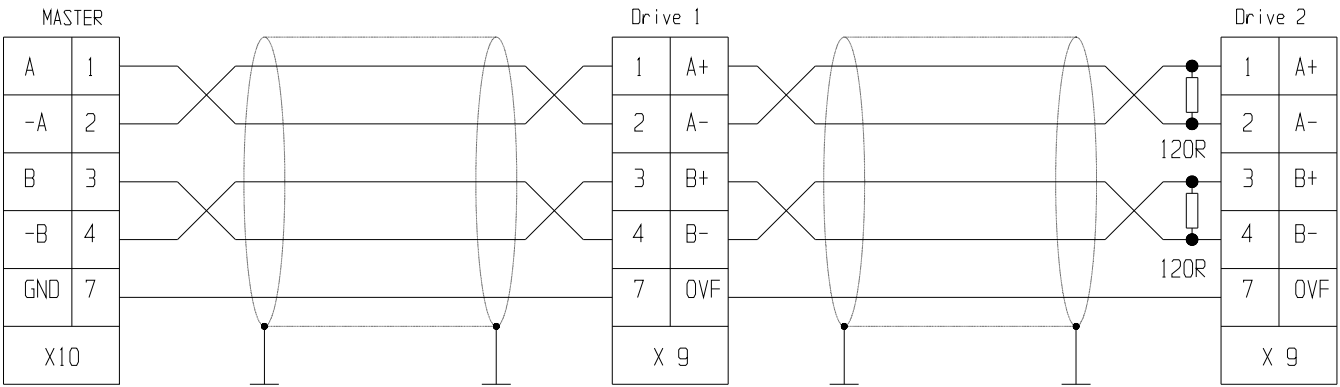 MASTER Drive 1 Drive 2
A 1 1 A+ 1 A+
-A 2 2 A- 2 A-
120R
B 3 3 B+ 3 B+
-B 4 4 B- 4 B-
120R
GND 7 7 0VF 7 0VF
X10 X 9 X 9